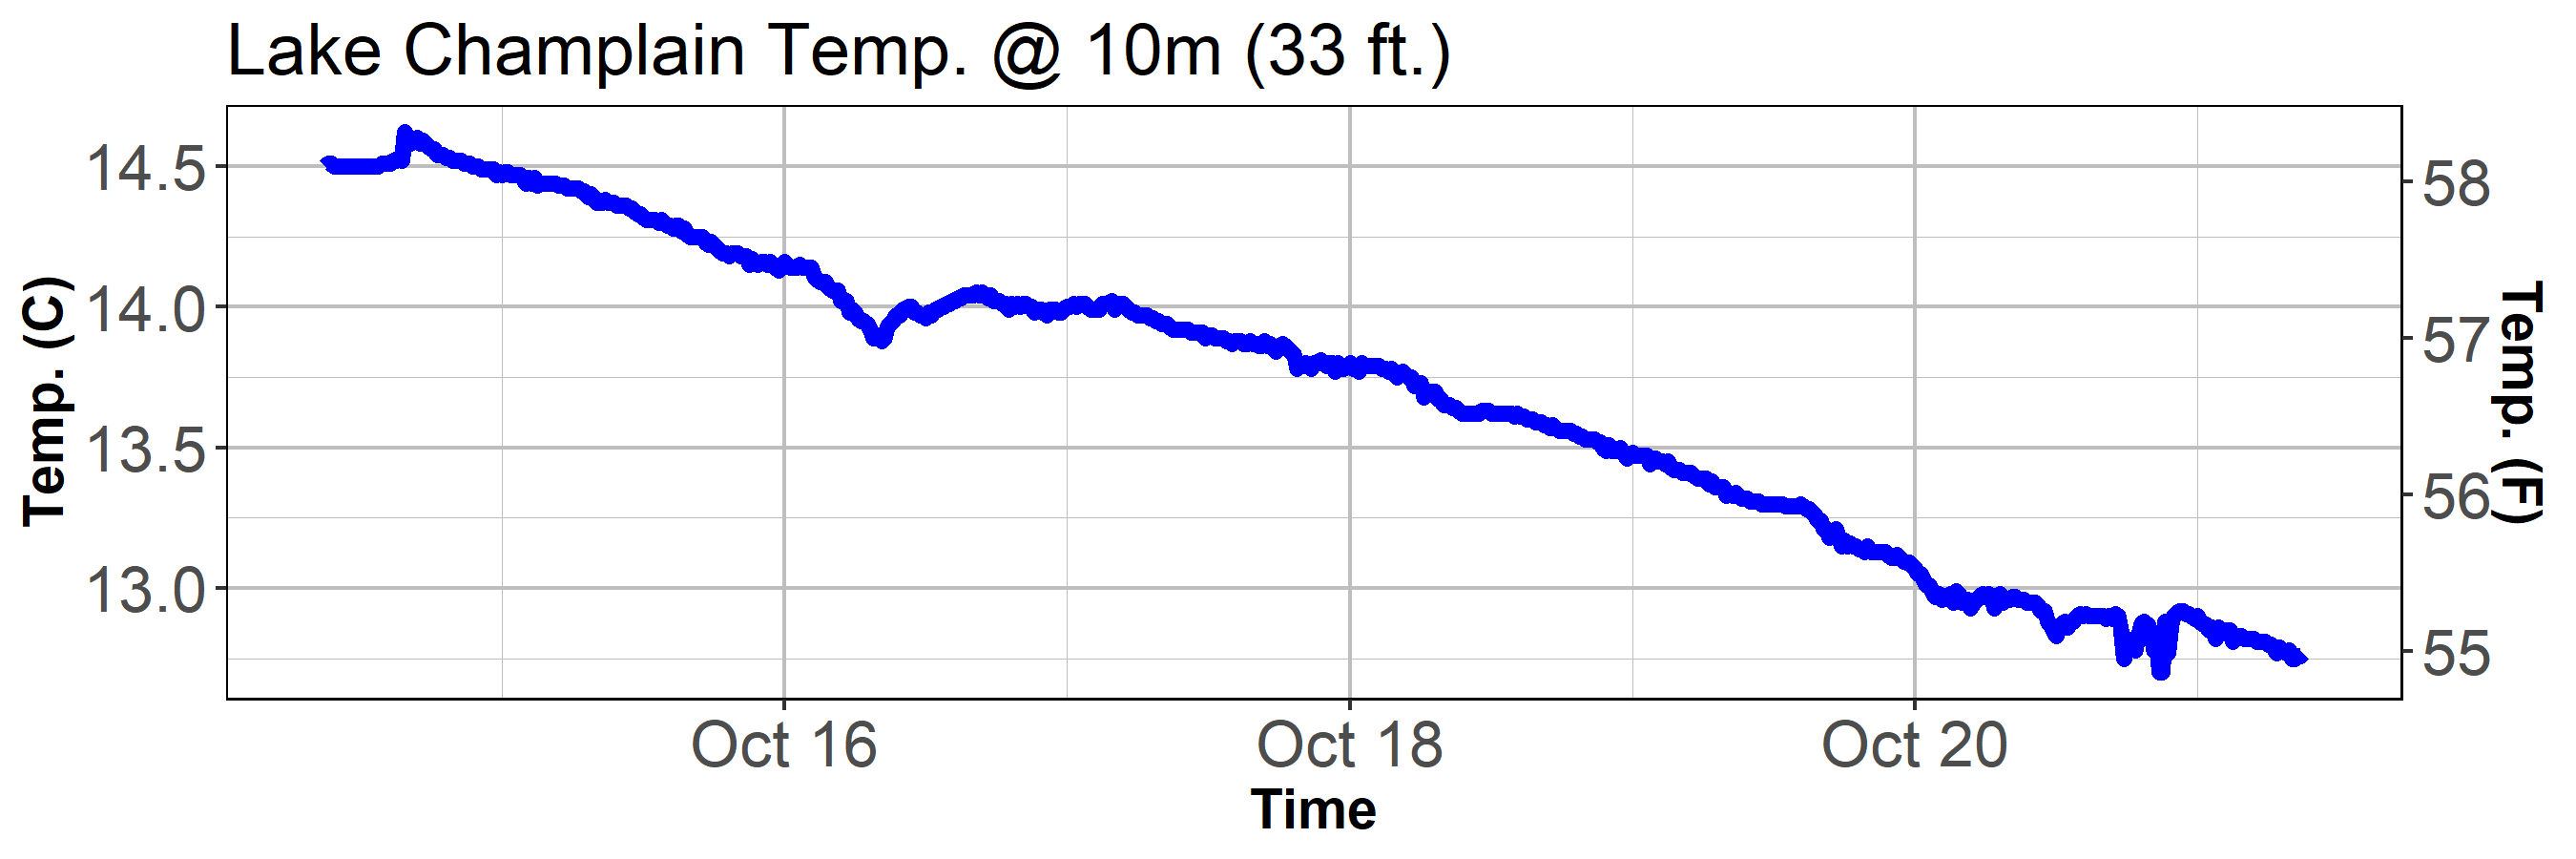 Lake Champlain Temp. @ 10m (33 ft.)
Temp. (C)
14.5
14.0
13.5
13.0
58
57
56
55
Temp. (F)
Oct 16
Oct 18
Oct 20
Time